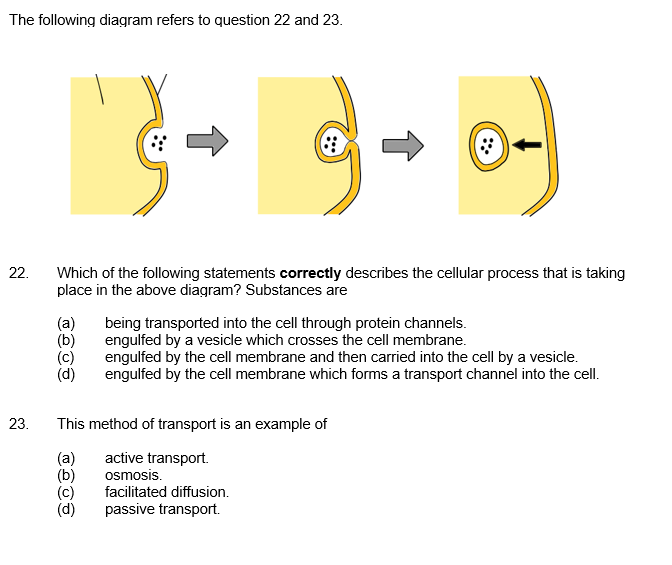 The following diagram refers to question 22 and 23.
22. Which of the following statements correctly describes the cellular process that is taking
place in the above diagram? Substances are
(a) being transported into the cell through protein channels.
(b) engulfed by a vesicle which crosses the cell membrane.
(c) engulfed by the cell membrane and then carried into the cell by a vesicle.
(d) engulfed by the cell membrane which forms a transport channel into the cell.
23. This method of transport is an example of
(a) active transport.
(b) osmosis.
(c) facilitated diffusion.
(d) passive transport.